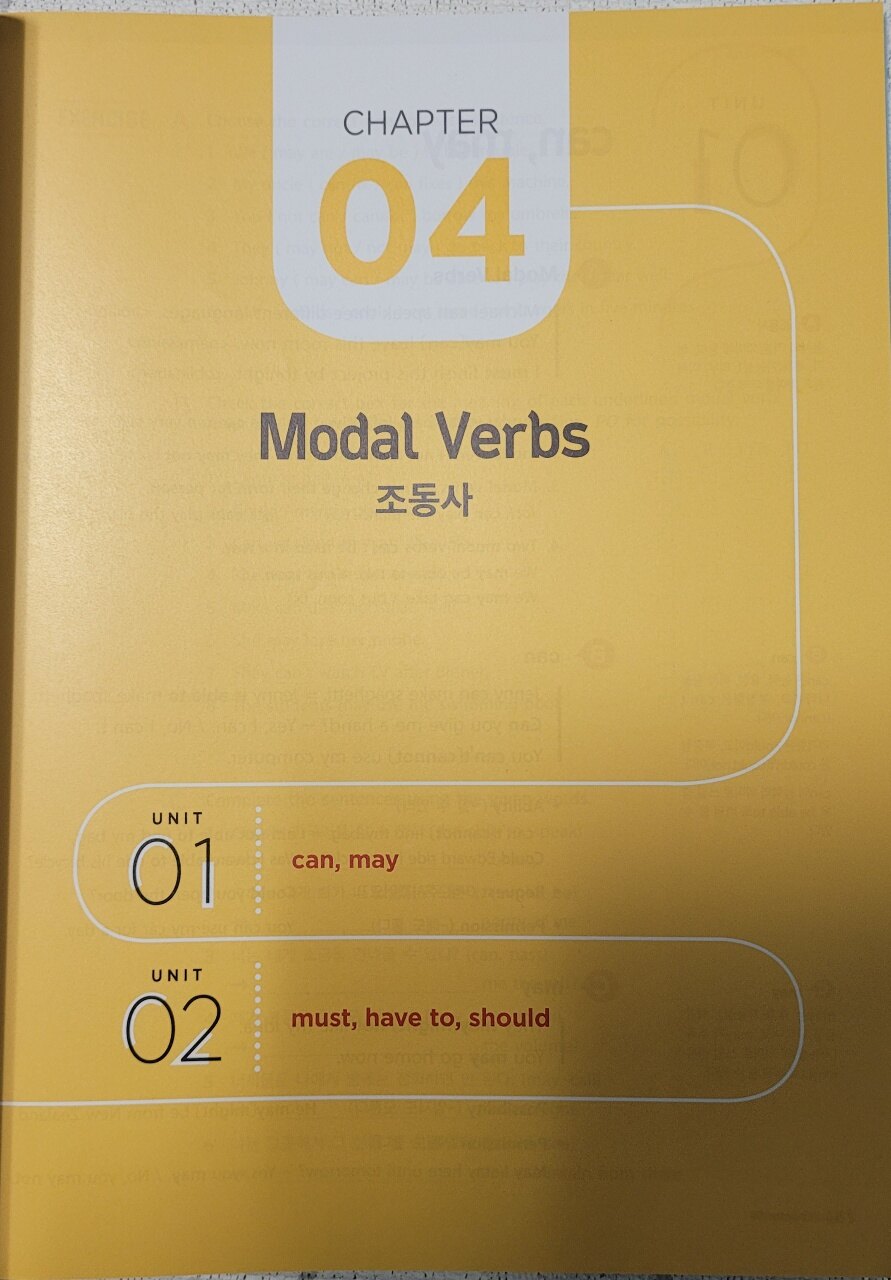 CHAPTER
04
Modal Verbs
조동사
UNIT
01
can, may
UNIT
02
must, have to, should